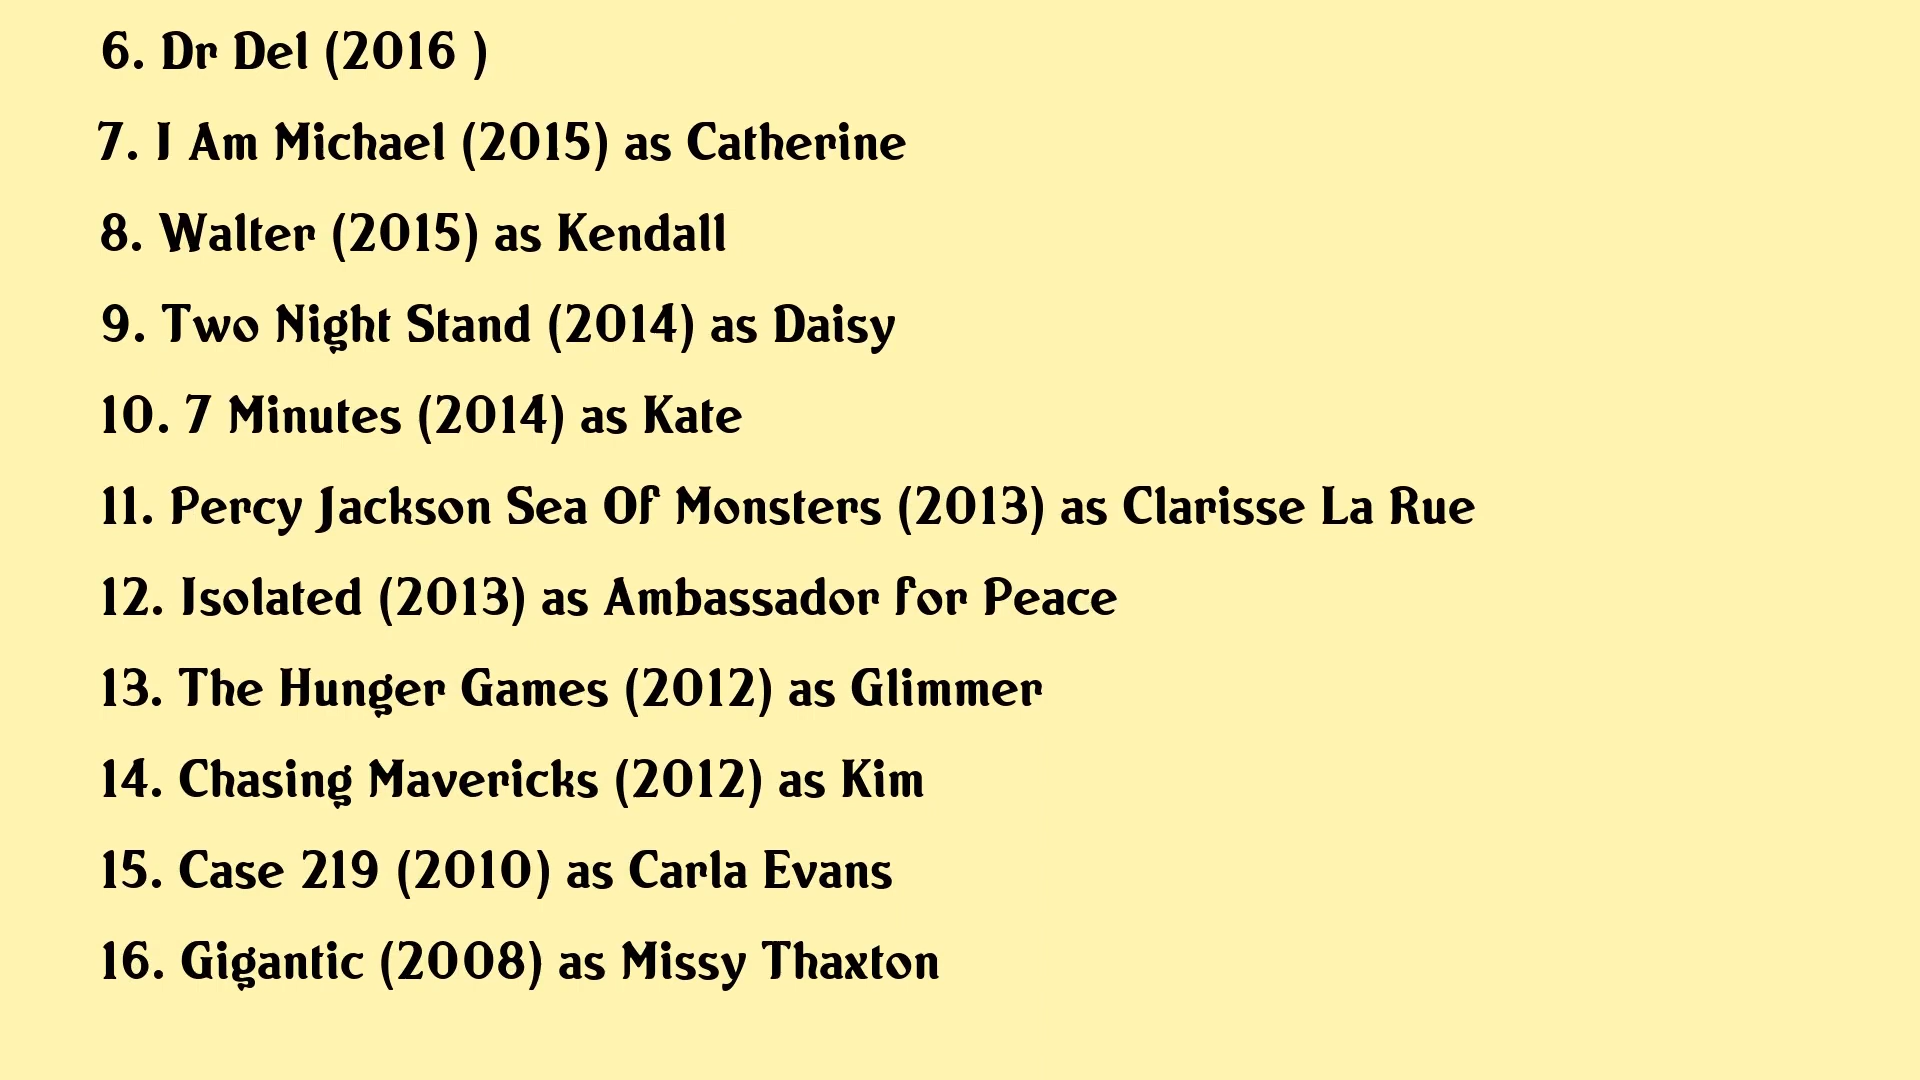 6. Dr Del (2016 )
7. I Am Michael (2015) as Catherine
8. Walter (2015) as Kendall
9. Two Night Stand (2014) as Daisy
10. 7 Minutes (2014) as Kate
11. Percy Jackson Sea Of Monsters (2013) as Clarisse La Rue
12. Isolated (2013) as Ambassador for Peace
13. The Hunger Games (2012) as Glimmer
14. Chasing Mavericks (2012) as Kim
15. Case 219 (2010) as Carla Evans
16. Gigantic (2008) as Missy Thaxton